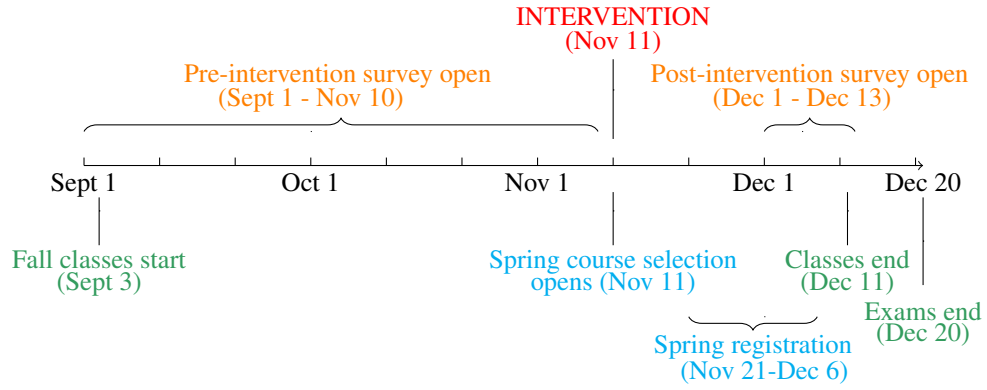 INTERVENTION
(Nov 11)
Pre-intervention survey open
(Sept 1 - Nov 10)
Post-intervention survey open
(Dec 1 - Dec 13)
Sept 1
Oct 1
Nov 1
Dec 1
Dec 20
Fall classes start
(Sept 3)
Spring course selection
opens (Nov 11)
Classes end
(Dec 11)
Exams end
(Dec 20)
Spring registration
(Nov 21-Dec 6)